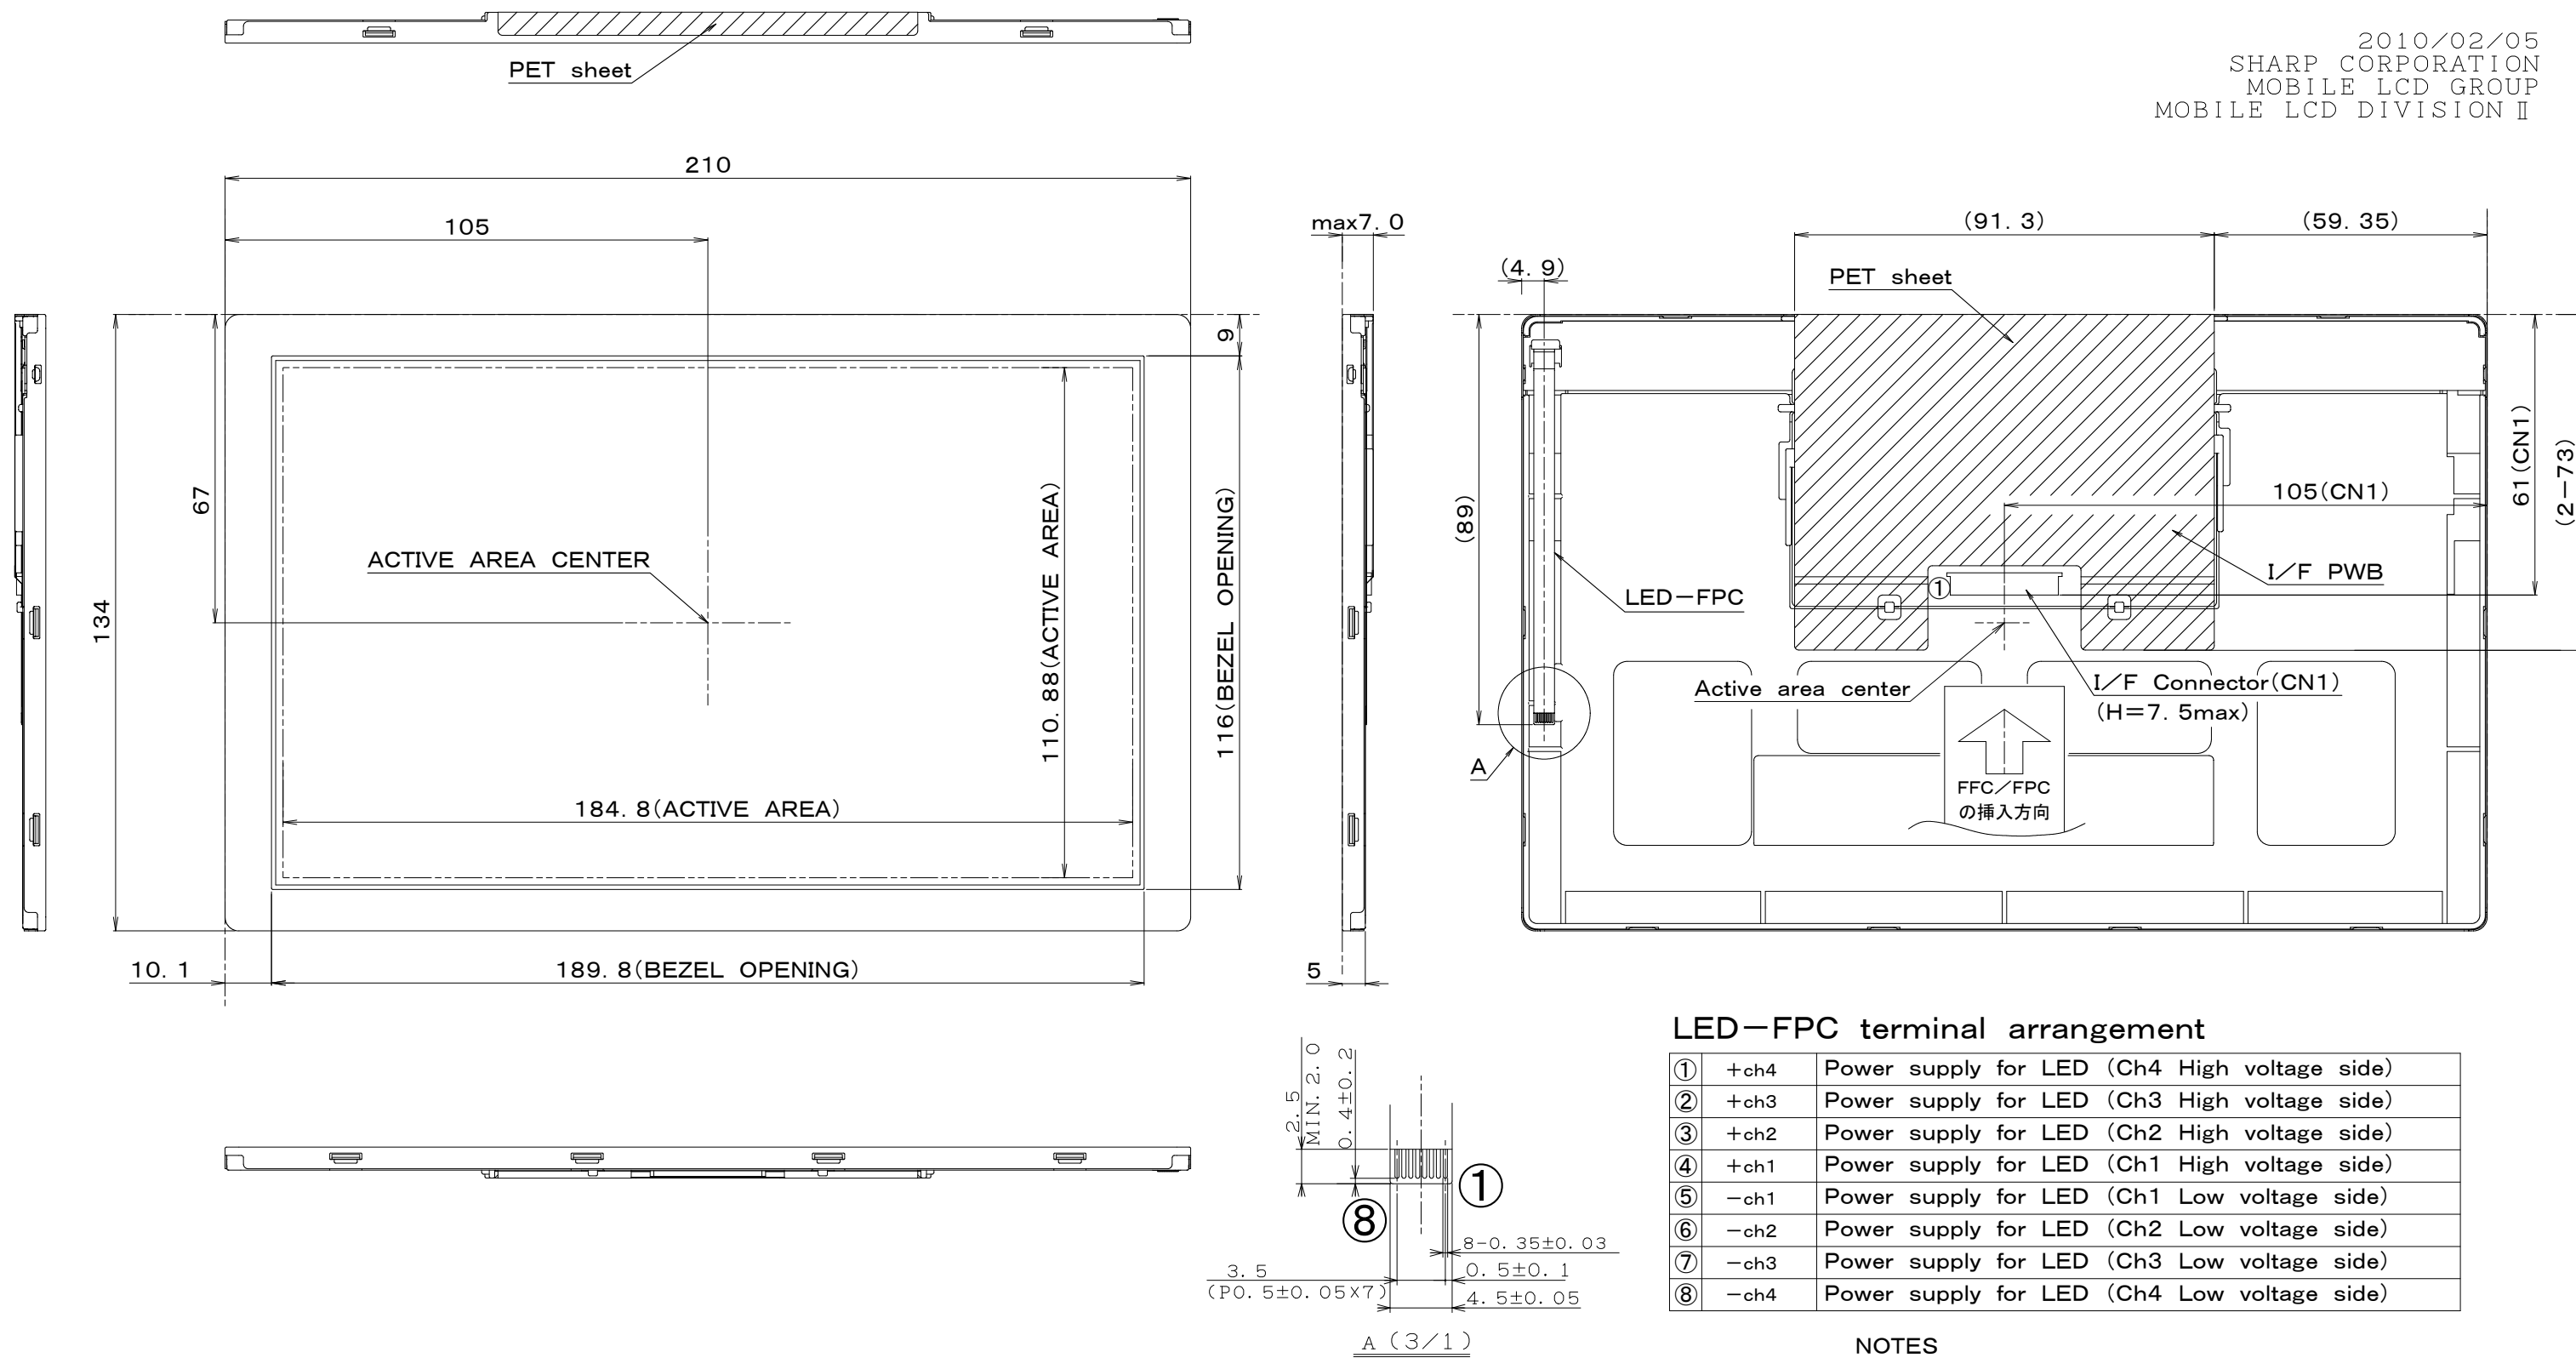 PET sheet
2010/02/05
SHARP CORPORATION
MOBILE LCD GROUP
MOBILE LCD DIVISIONⅡ
210
105
9
67
134
ACTIVE AREA CENTER
110.88(ACTIVE AREA)
116(BEZEL OPENING)
184.8(ACTIVE AREA)
10.1
189.8(BEZEL OPENING)
max7.0
5
(91.3)
(59.35)
(4.9)
PET sheet
(89)
61(CN1)
(2-73)
105(CN1)
I/F PWB
LED-FPC
①
Active area center
I/F Connector(CN1)
(H=7.5max)
A
FFC/FPC
の挿入方向
2.5
MIN.2.0
0.4±0.2
①
⑧
8-0.35±0.03
3.5
(P0.5±0.05X7)
0.5±0.1
4.5±0.05
A (3/1)
LED-FPC terminal arrangement
① +ch4 Power supply for LED (Ch4 High voltage side)
② +ch3 Power supply for LED (Ch3 High voltage side)
③ +ch2 Power supply for LED (Ch2 High voltage side)
④ +ch1 Power supply for LED (Ch1 High voltage side)
⑤ -ch1 Power supply for LED (Ch1 Low voltage side)
⑥ -ch2 Power supply for LED (Ch2 Low voltage side)
⑦ -ch3 Power supply for LED (Ch3 Low voltage side)
⑧ -ch4 Power supply for LED (Ch4 Low voltage side)
NOTES